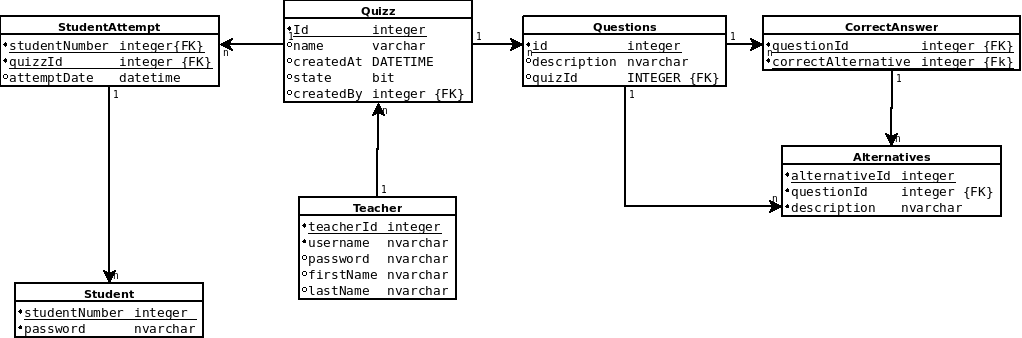 StudentAttempt
studentNumber integer{FK}
quizzId integer {FK}
attemptDate datetime
Quizz
Id integer
name varchar
createdAt DATETIME
state bit
createdBy integer {FK}
Questions
id integer
description nvarchar
quizId INTEGER {FK}
CorrectAnswer
questionId integer {FK}
correctAlternative integer {Fk}
1
n
1
n
1
n
1
n
1
n
1
n
1
n
Alternatives
alternativeId integer
questionId integer {FK}
description nvarchar
Teacher
teacherId integer
username nvarchar
password nvarchar
firstName nvarchar
lastName nvarchar
Student
studentNumber integer
password nvarchar